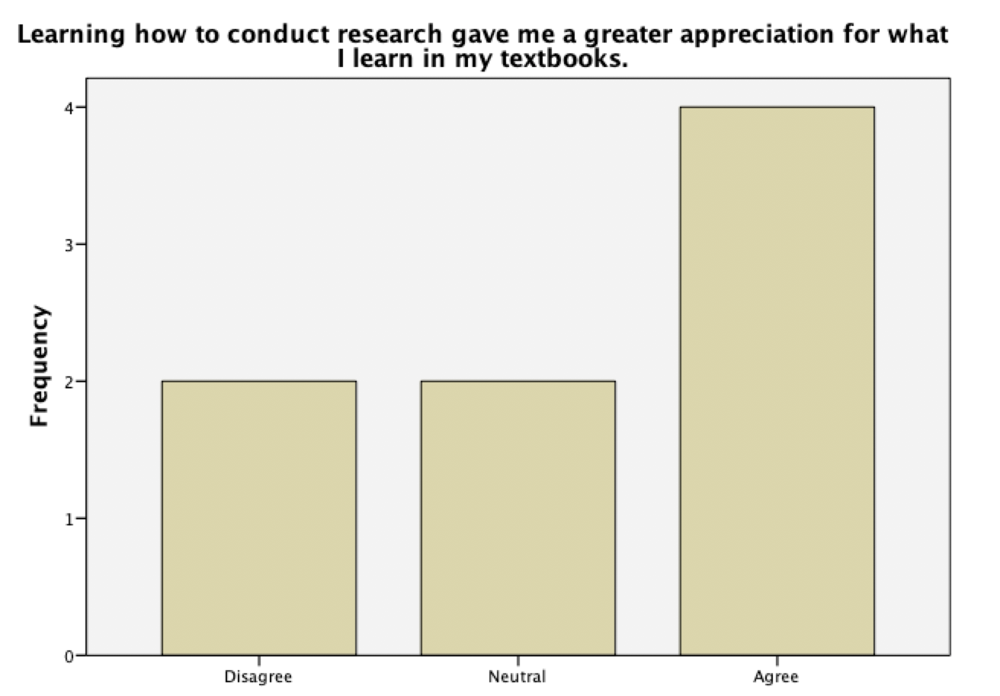 Learning how to conduct research gave me a greater appreciation for what
I learn in my textbooks.
4
3
2
1
0
Frequency
Disagree
Neutral
Agree